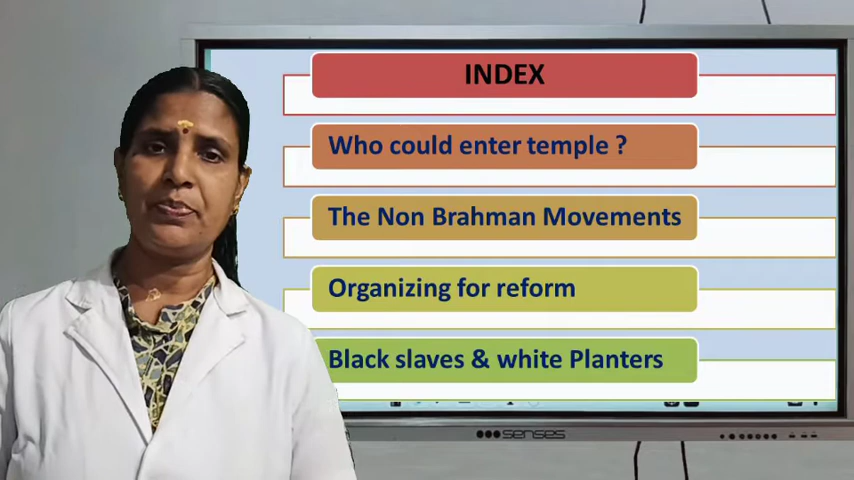 INDEX
Who could enter temple ?
The Non Brahman Movements
Organizing for reform
Black slaves & white Planters
senses